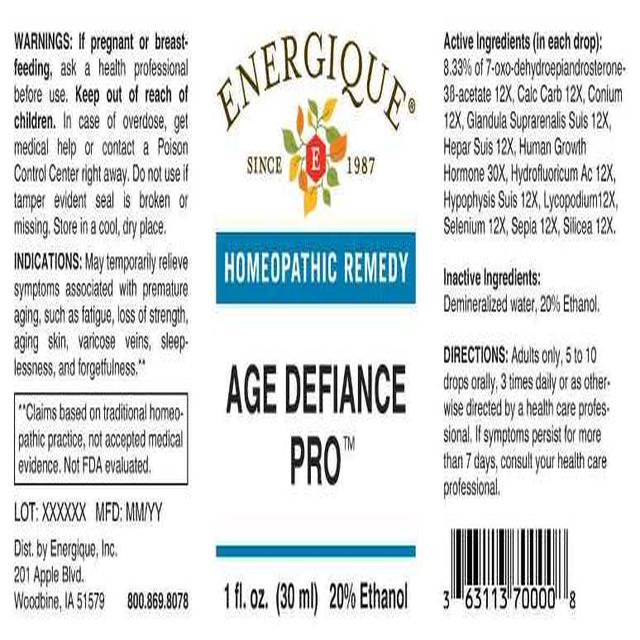 WARNINGS: If pregnant or breast-
feeding, ask a health professional
before use. Keep out of reach of
children. In case of overdose, get
medical help or contact a Poison
Control Center right away. Do not use if
tamper evident seal is broken or
missing. Store in a cool, dry place.
INDICATIONS: May temporarily relieve
symptoms associated with premature
aging, such as fatigue, loss of strength,
aging skin, varicose veins, sleep-
lessness, and forgetfulness.**
**Claims based on traditional homeo-
pathic practice, not accepted medical
evidence. Not FDA evaluated.
LOT: XXXXXX MFD: MM/YY
Dist. by Energique, Inc.
201 Apple Blvd.
Woodbine, IA 51579 800.869.8078
ENERGIQUE®
SINCE E 1987
HOMEOPATHIC REMEDY
AGE DEFIANCE
PRO™
1 fl. oz. (30 ml) 20% Ethanol
Active Ingredients (in each drop):
8.33% of 7-oxo-dehydroepiandrosterone-
3ß-acetate 12X, Calc Carb 12X, Conium
12X, Glandula Suprarenalis Suis 12X,
Hepar Suis 12X, Human Growth
Hormone 30X, Hydrofluoricum Ac 12X,
Hypophysis Suis 12X, Lycopodium12X,
Selenium 12X, Sepia 12X, Silicea 12X.
Inactive Ingredients:
Demineralized water, 20% Ethanol.
DIRECTIONS: Adults only, 5 to 10
drops orally, 3 times daily or as other-
wise directed by a health care profes-
sional. If symptoms persist for more
than 7 days, consult your health care
professional.
3 63113 70000 8